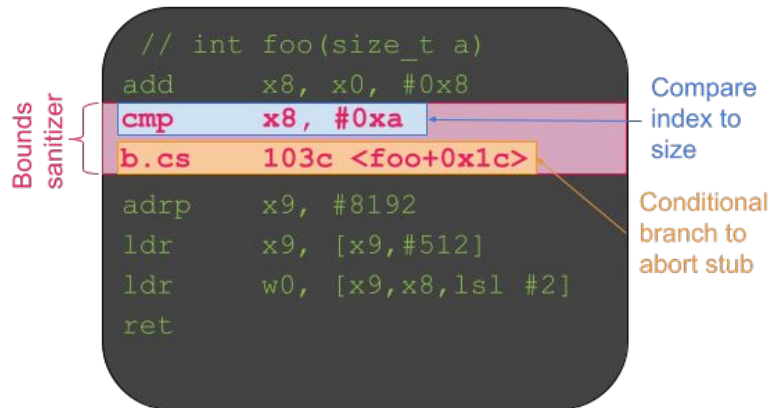 // int foo(size_t a)
add x8, x0, #0x8
cmp x8, #0xa
b.cs 103c <foo+0x1c>
adrp x9, #8192
ldr x9, [x9,#512]
ldr w0, [x9,x8,lsl #2]
ret
Bounds
sanitizer
Compare
index to
size
Conditional
branch to
abort stub